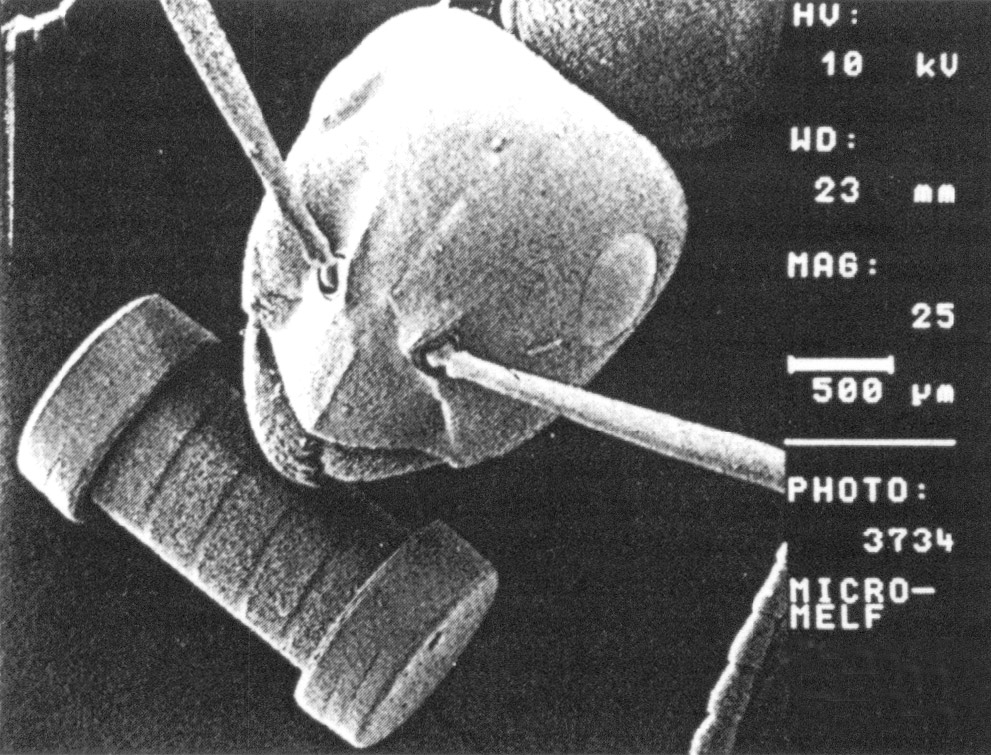 HV:
10 kV
WD:
23 mm
MAG:
25
500 µm
PHOTO:
3734
MICRO-
MELF